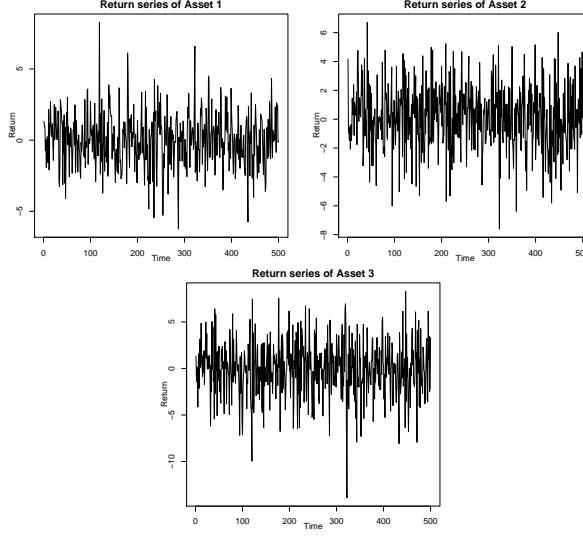 Return series of Asset 1
Return
5
0
−5
0 100 200 300 400 500
Time
Return series of Asset 2
Return
6
4
2
0
−2
−4
−6
−8
0 100 200 300 400 500
Time
Return series of Asset 3
Return
5
0
−5
−10
0 100 200 300 400 500
Time